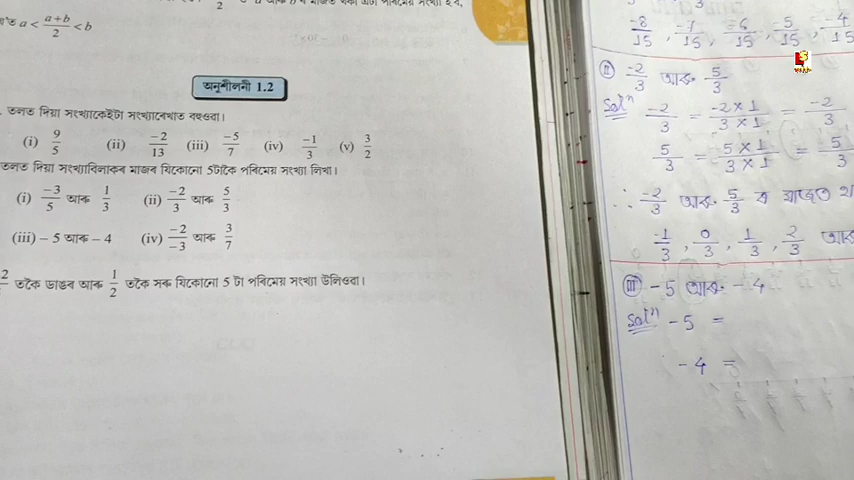 a < a+b/2 < b
অনুশীলনী 1.2
তলত দিয়া সংখ্যাকেইটা সংখ্যাৰেখাত বহুওৱা।
(i) 9/5 (ii) -2/13 (iii) -5/7 (iv) -1/3 (v) 3/2
তলত দিয়া সংখ্যাবিলাকৰ মাজৰ যিকোনো 5টাকৈ পৰিমেয় সংখ্যা লিখা।
(i) -3/5 আৰু 1/3 (ii) -2/3 আৰু 5/3
(iii) – 5 আৰু – 4 (iv) -2/-3 আৰু 3/7
তকৈ ডাঙৰ আৰু 1/2 তকৈ সৰু যিকোনো 5 টা পৰিমেয় সংখ্যা উলিওৱা।
-8/15, -7/15, -6/15, -5/15, -4/15
(II) -2/3 আৰু 5/3
Solⁿ -2/3 = -2×1/3×1 = -2/3
5/3 = 5×1/3×1 = 5/3
∴ -2/3 আৰু 5/3 ৰ মাজত
-1/3, 0/3, 1/3, 2/3 আৰু
(III) -5 আৰু -4
Solⁿ -5 =
-4 =